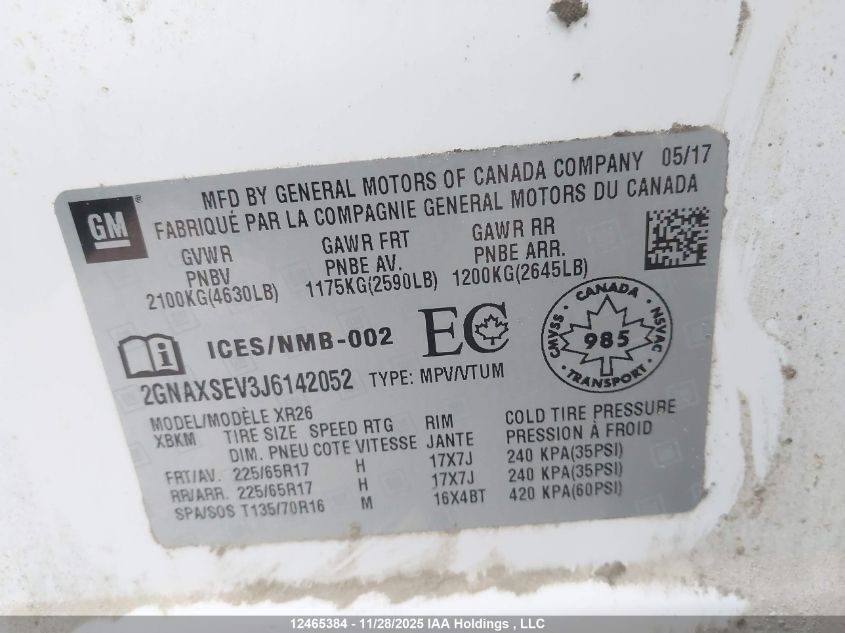 MFD BY GENERAL MOTORS OF CANADA COMPANY 05/17
FABRIQUÉ PAR LA COMPAGNIE GENERAL MOTORS DU CANADA
GM ®
GVWR GAWR FRT GAWR RR
PNBV PNBE AV. PNBE ARR.
2100KG(4630LB) 1175KG(2590LB) 1200KG(2645LB)
i ICES/NMB-002 EC
CANADA
CMVSS 985 NSVAC
TRANSPORT
2GNAXSEV3J6142052 TYPE: MPV/VTUM
MODEL/MODÈLE XR26
XBKM TIRE SIZE SPEED RTG RIM COLD TIRE PRESSURE
DIM. PNEU COTE VITESSE JANTE PRESSION À FROID
FRT/AV. 225/65R17 H 17X7J 240 KPA(35PSI)
RR/ARR. 225/65R17 H 17X7J 240 KPA(35PSI)
SPA/SOS T135/70R16 M 16X4BT 420 KPA(60PSI)
12465384 - 11/28/2025 IAA Holdings , LLC